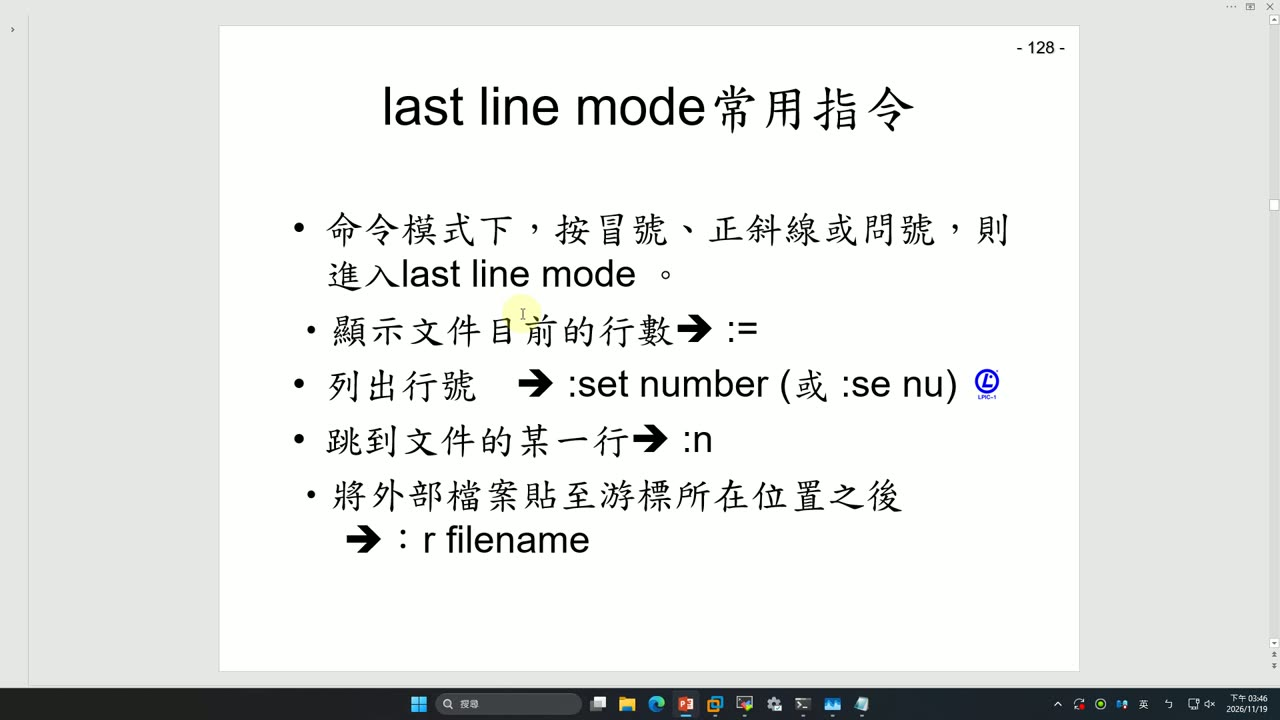 - 128 -
last line mode常用指令
• 命令模式下，按冒號、正斜線或問號，則
進入last line mode 。
• 顯示文件目前的行數➔ :=
• 列出行號 ➔ :set number (或 :se nu)
LPIC-1
• 跳到文件的某一行➔ :n
• 將外部檔案貼至游標所在位置之後
➔：r filename
搜尋
英
ㄅ
下午 03:46
2026/11/19